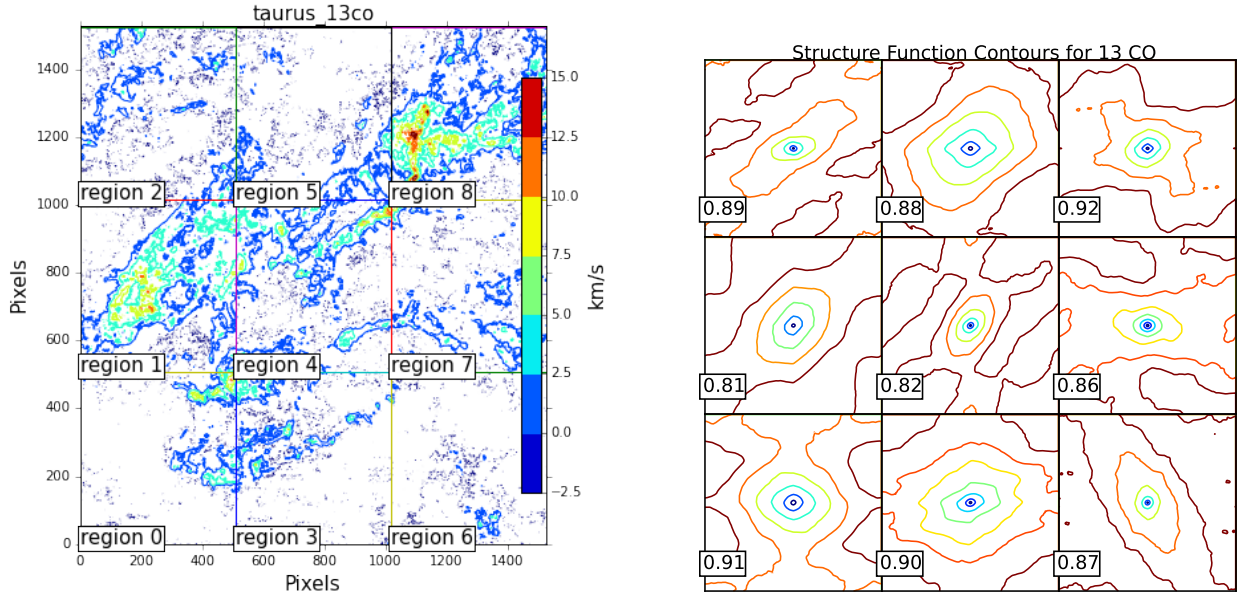 taurus_13co
Structure Function Contours for 13 CO
1400
1200
1000
800
600
400
200
0
Pixels
region 2
region 5
region 8
region 1
region 4
region 7
region 0
region 3
region 6
0
200
400
600
800
1000
1200
1400
Pixels
15.0
12.5
10.0
7.5
5.0
2.5
0.0
−2.5
km/s
0.89
0.88
0.92
0.81
0.82
0.86
0.91
0.90
0.87